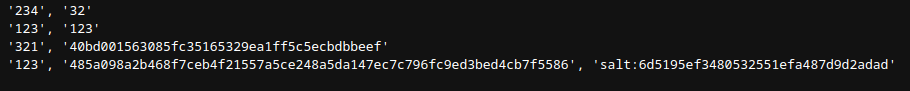 '234', '32'
'123', '123'
'321', '40bd001563085fc35165329ea1ff5c5ecbdbbeef'
'123', '485a098a2b468f7ceb4f21557a5ce248a5da147ec7c796fc9ed3bed4cb7f5586', 'salt:6d5195ef3480532551efa487d9d2adad'